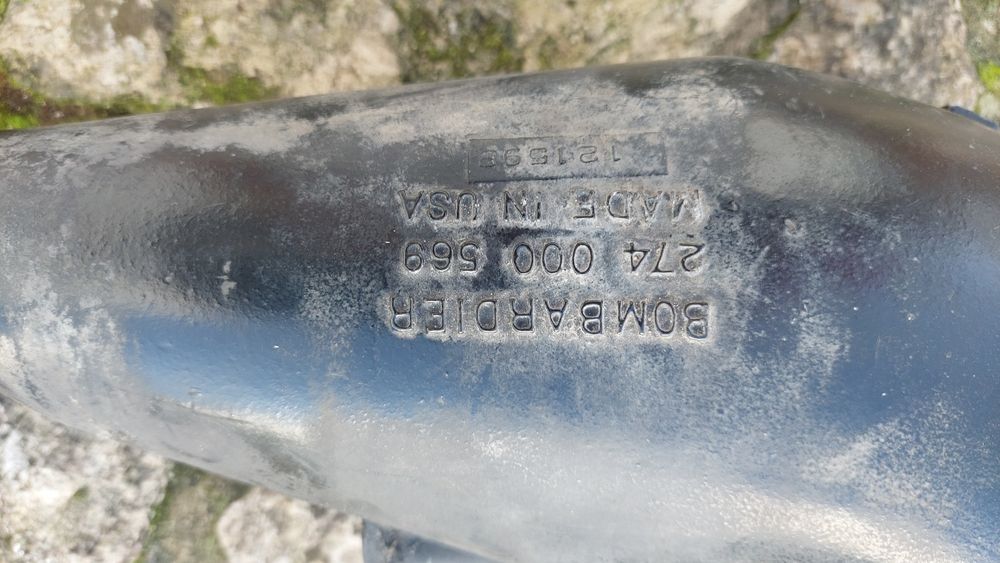 BOMBARDIER
274 000 569
MADE IN USA